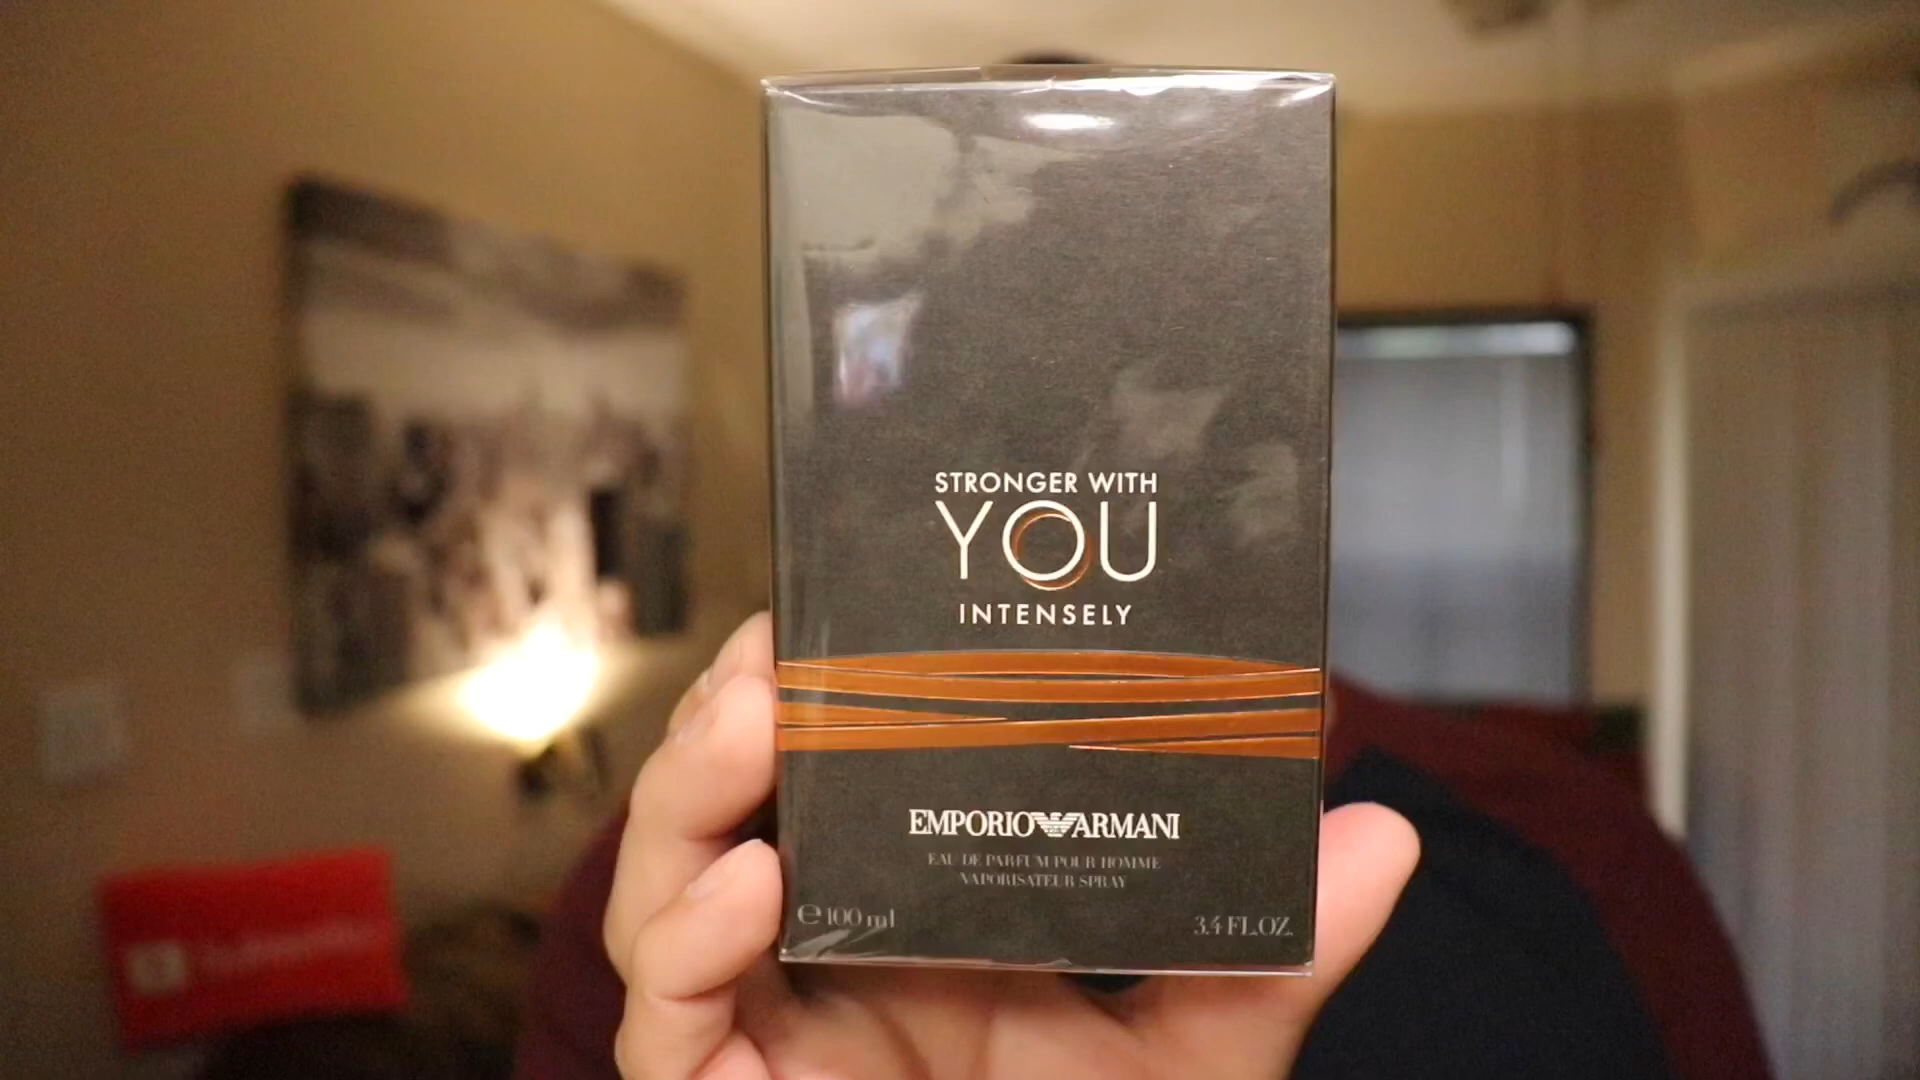 STRONGER WITH
YOU
INTENSELY
EMPORIO ARMANI
EAU DE PARFUM POUR HOMME
VAPORISATEUR SPRAY
℮ 100 ml
3.4 FL.OZ.